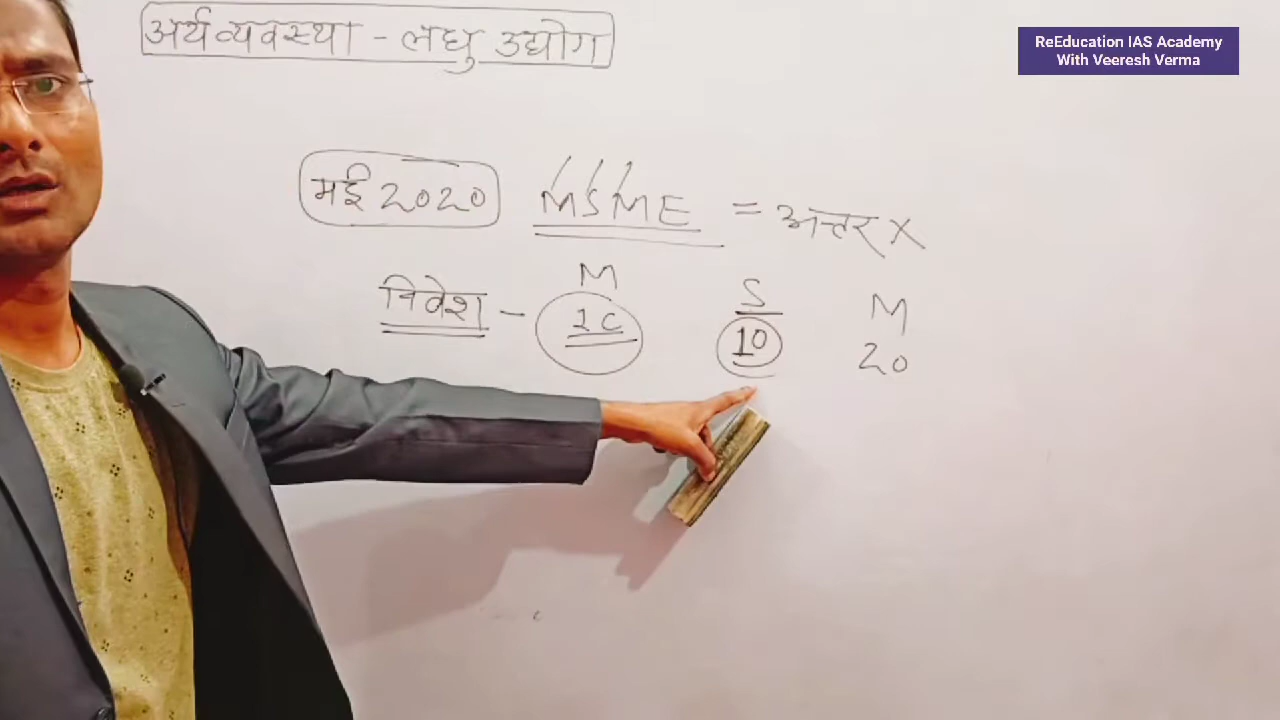 अर्थव्यवस्था - लघु उद्योग
ReEducation IAS Academy
With Veeresh Verma
मई 2020 MSME = अन्तर X
निवेश - M S M
1C 10 20